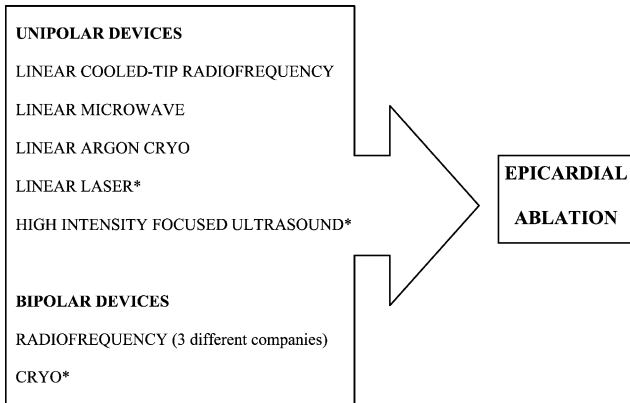 UNIPOLAR DEVICES
LINEAR COOLED-TIP RADIOFREQUENCY
LINEAR MICROWAVE
LINEAR ARGON CRYO
LINEAR LASER*
HIGH INTENSITY FOCUSED ULTRASOUND*
BIPOLAR DEVICES
RADIOFREQUENCY (3 different companies)
CRYO*
EPICARDIAL
ABLATION